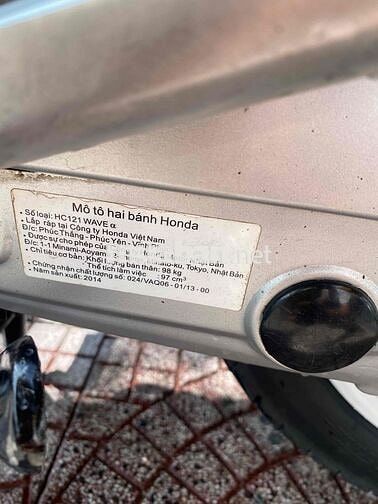 Mô tô hai bánh Honda
• Số loại: HC121 WAVE α
• Lắp ráp tại Công ty Honda Việt Nam
Đ/c: Phúc Thắng - Phúc Yên - Vĩnh
• Được sự cho phép của
Đ/c: 1-1 Minami-Aoyam Tokyo, Nhật Bản
• Chỉ tiêu cơ bản: Khối lượng bản thân: 98 kg
Thể tích làm việc : 97 cm³
Chứng nhận chất lượng số: 024/VAQ06 - 01/13 - 00
Năm sản xuất: 2014